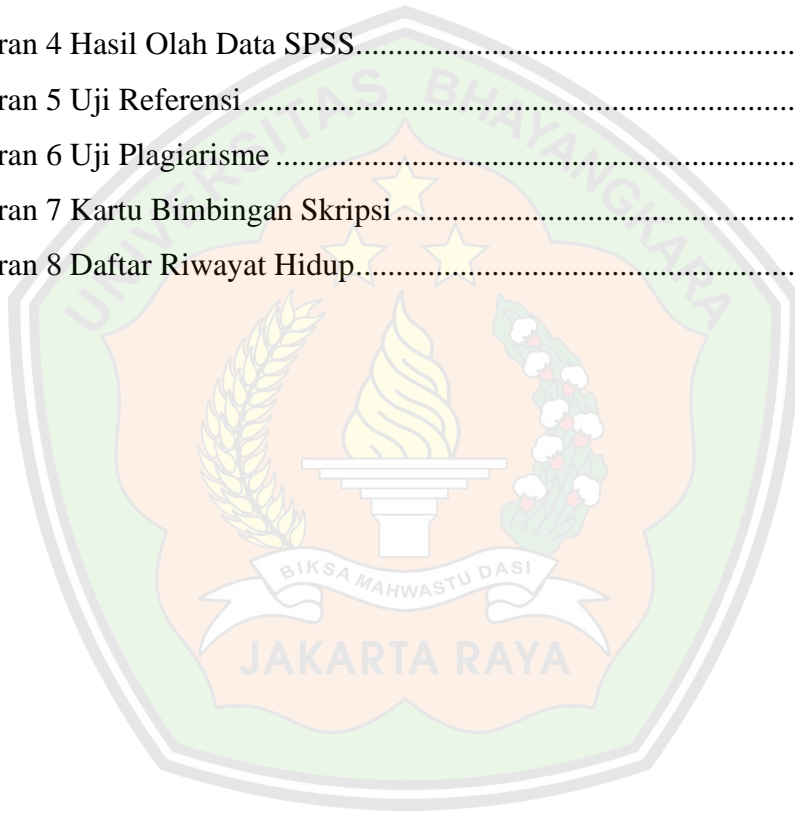 ran 4 Hasil Olah Data SPSS.......................................................
ran 5 Uji Referensi.....................................................................
ran 6 Uji Plagiarisme .................................................................
ran 7 Kartu Bimbingan Skripsi ..................................................
ran 8 Daftar Riwayat Hidup.......................................................
UNIVERSITAS BHAYANGKARA
BIKSA MAHWASTU DASI
JAKARTA RAYA